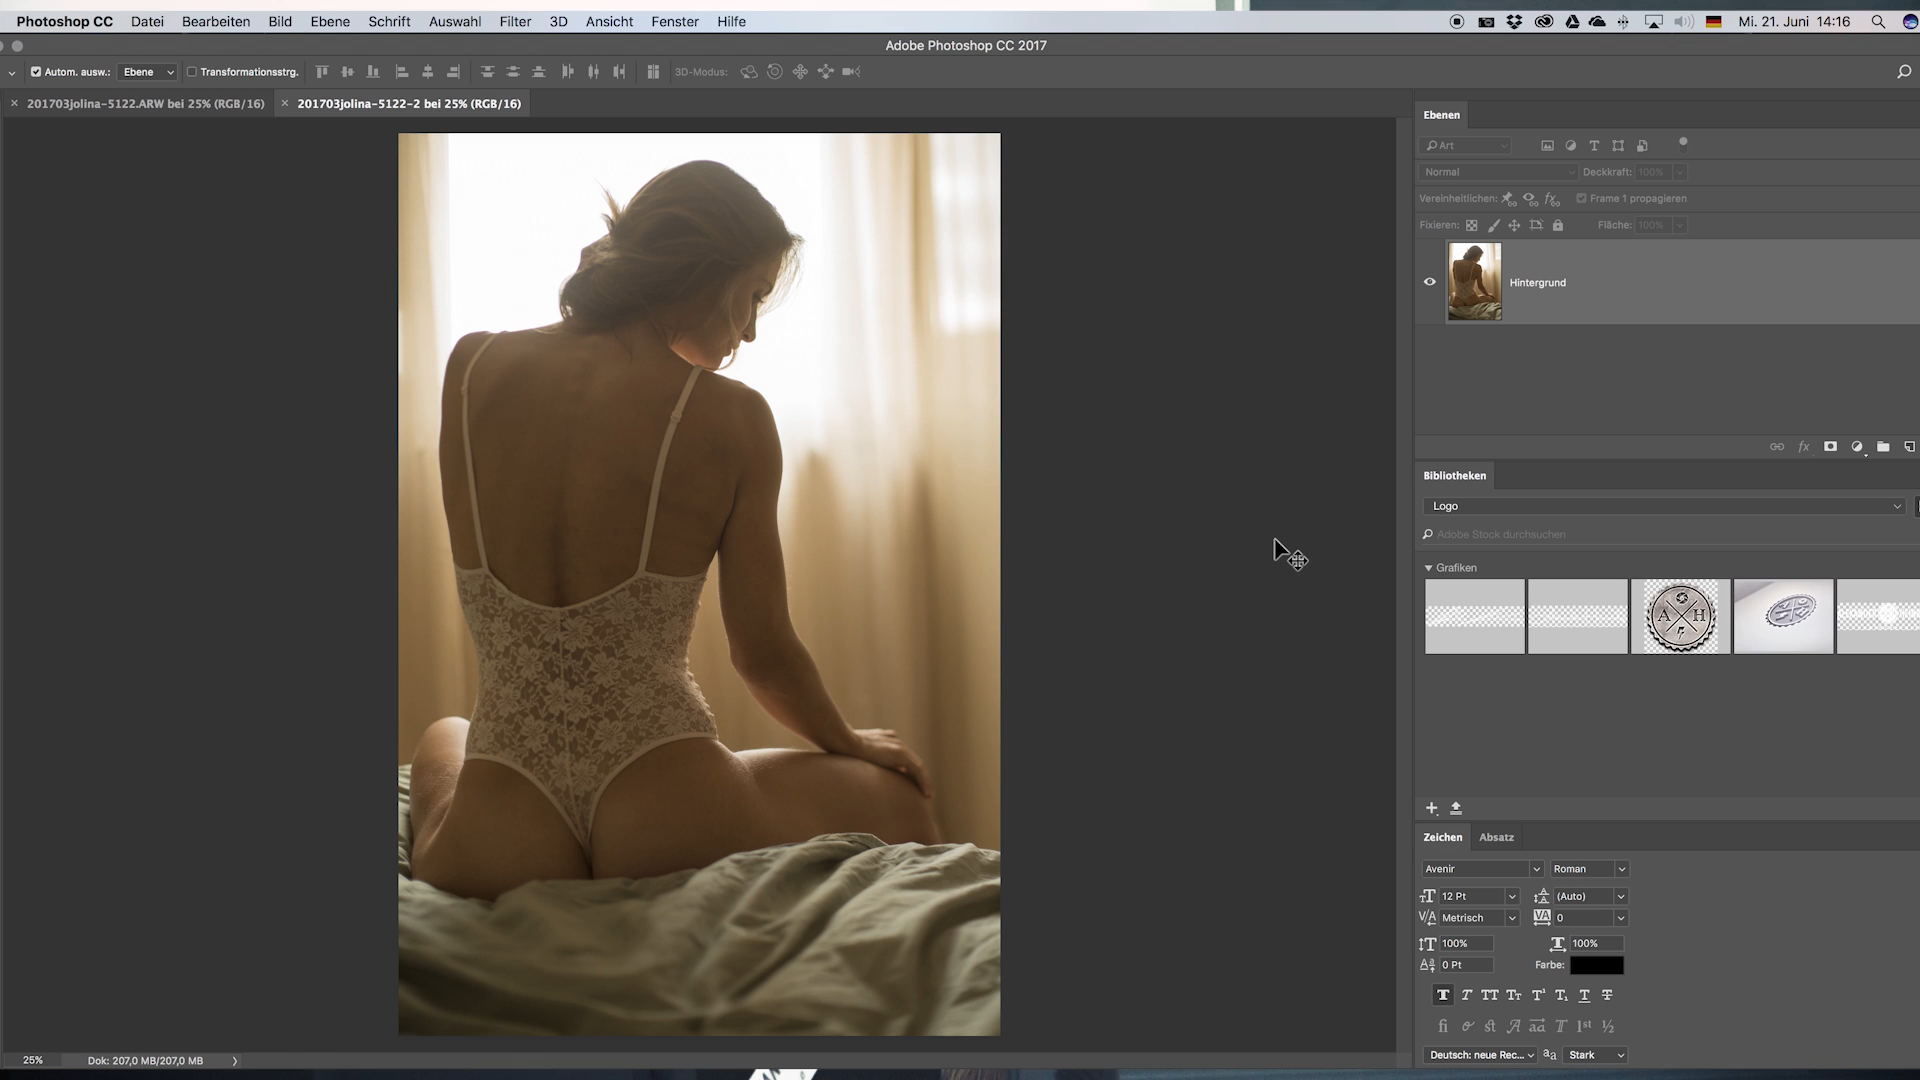 Photoshop CC Datei Bearbeiten Bild Ebene Schrift Auswahl Filter 3D Ansicht Fenster Hilfe Mi. 21. Juni 14:16
Adobe Photoshop CC 2017
Autom. ausw.: Ebene Transformationsstrg. 3D-Modus:
201703jolina-5122.ARW bei 25% (RGB/16) 201703jolina-5122-2 bei 25% (RGB/16)
Ebenen
Art
Normal Deckkraft: 100%
Vereinheitlichen: Frame 1 propagieren
Fixieren: Fläche: 100%
Hintergrund
fx
Bibliotheken
Logo
Adobe Stock durchsuchen
Grafiken
A H
Zeichen Absatz
Avenir Roman
12 Pt (Auto)
Metrisch 0
100% 100%
0 Pt Farbe:
Deutsch: neue Rec... Stark
25% Dok: 207,0 MB/207,0 MB